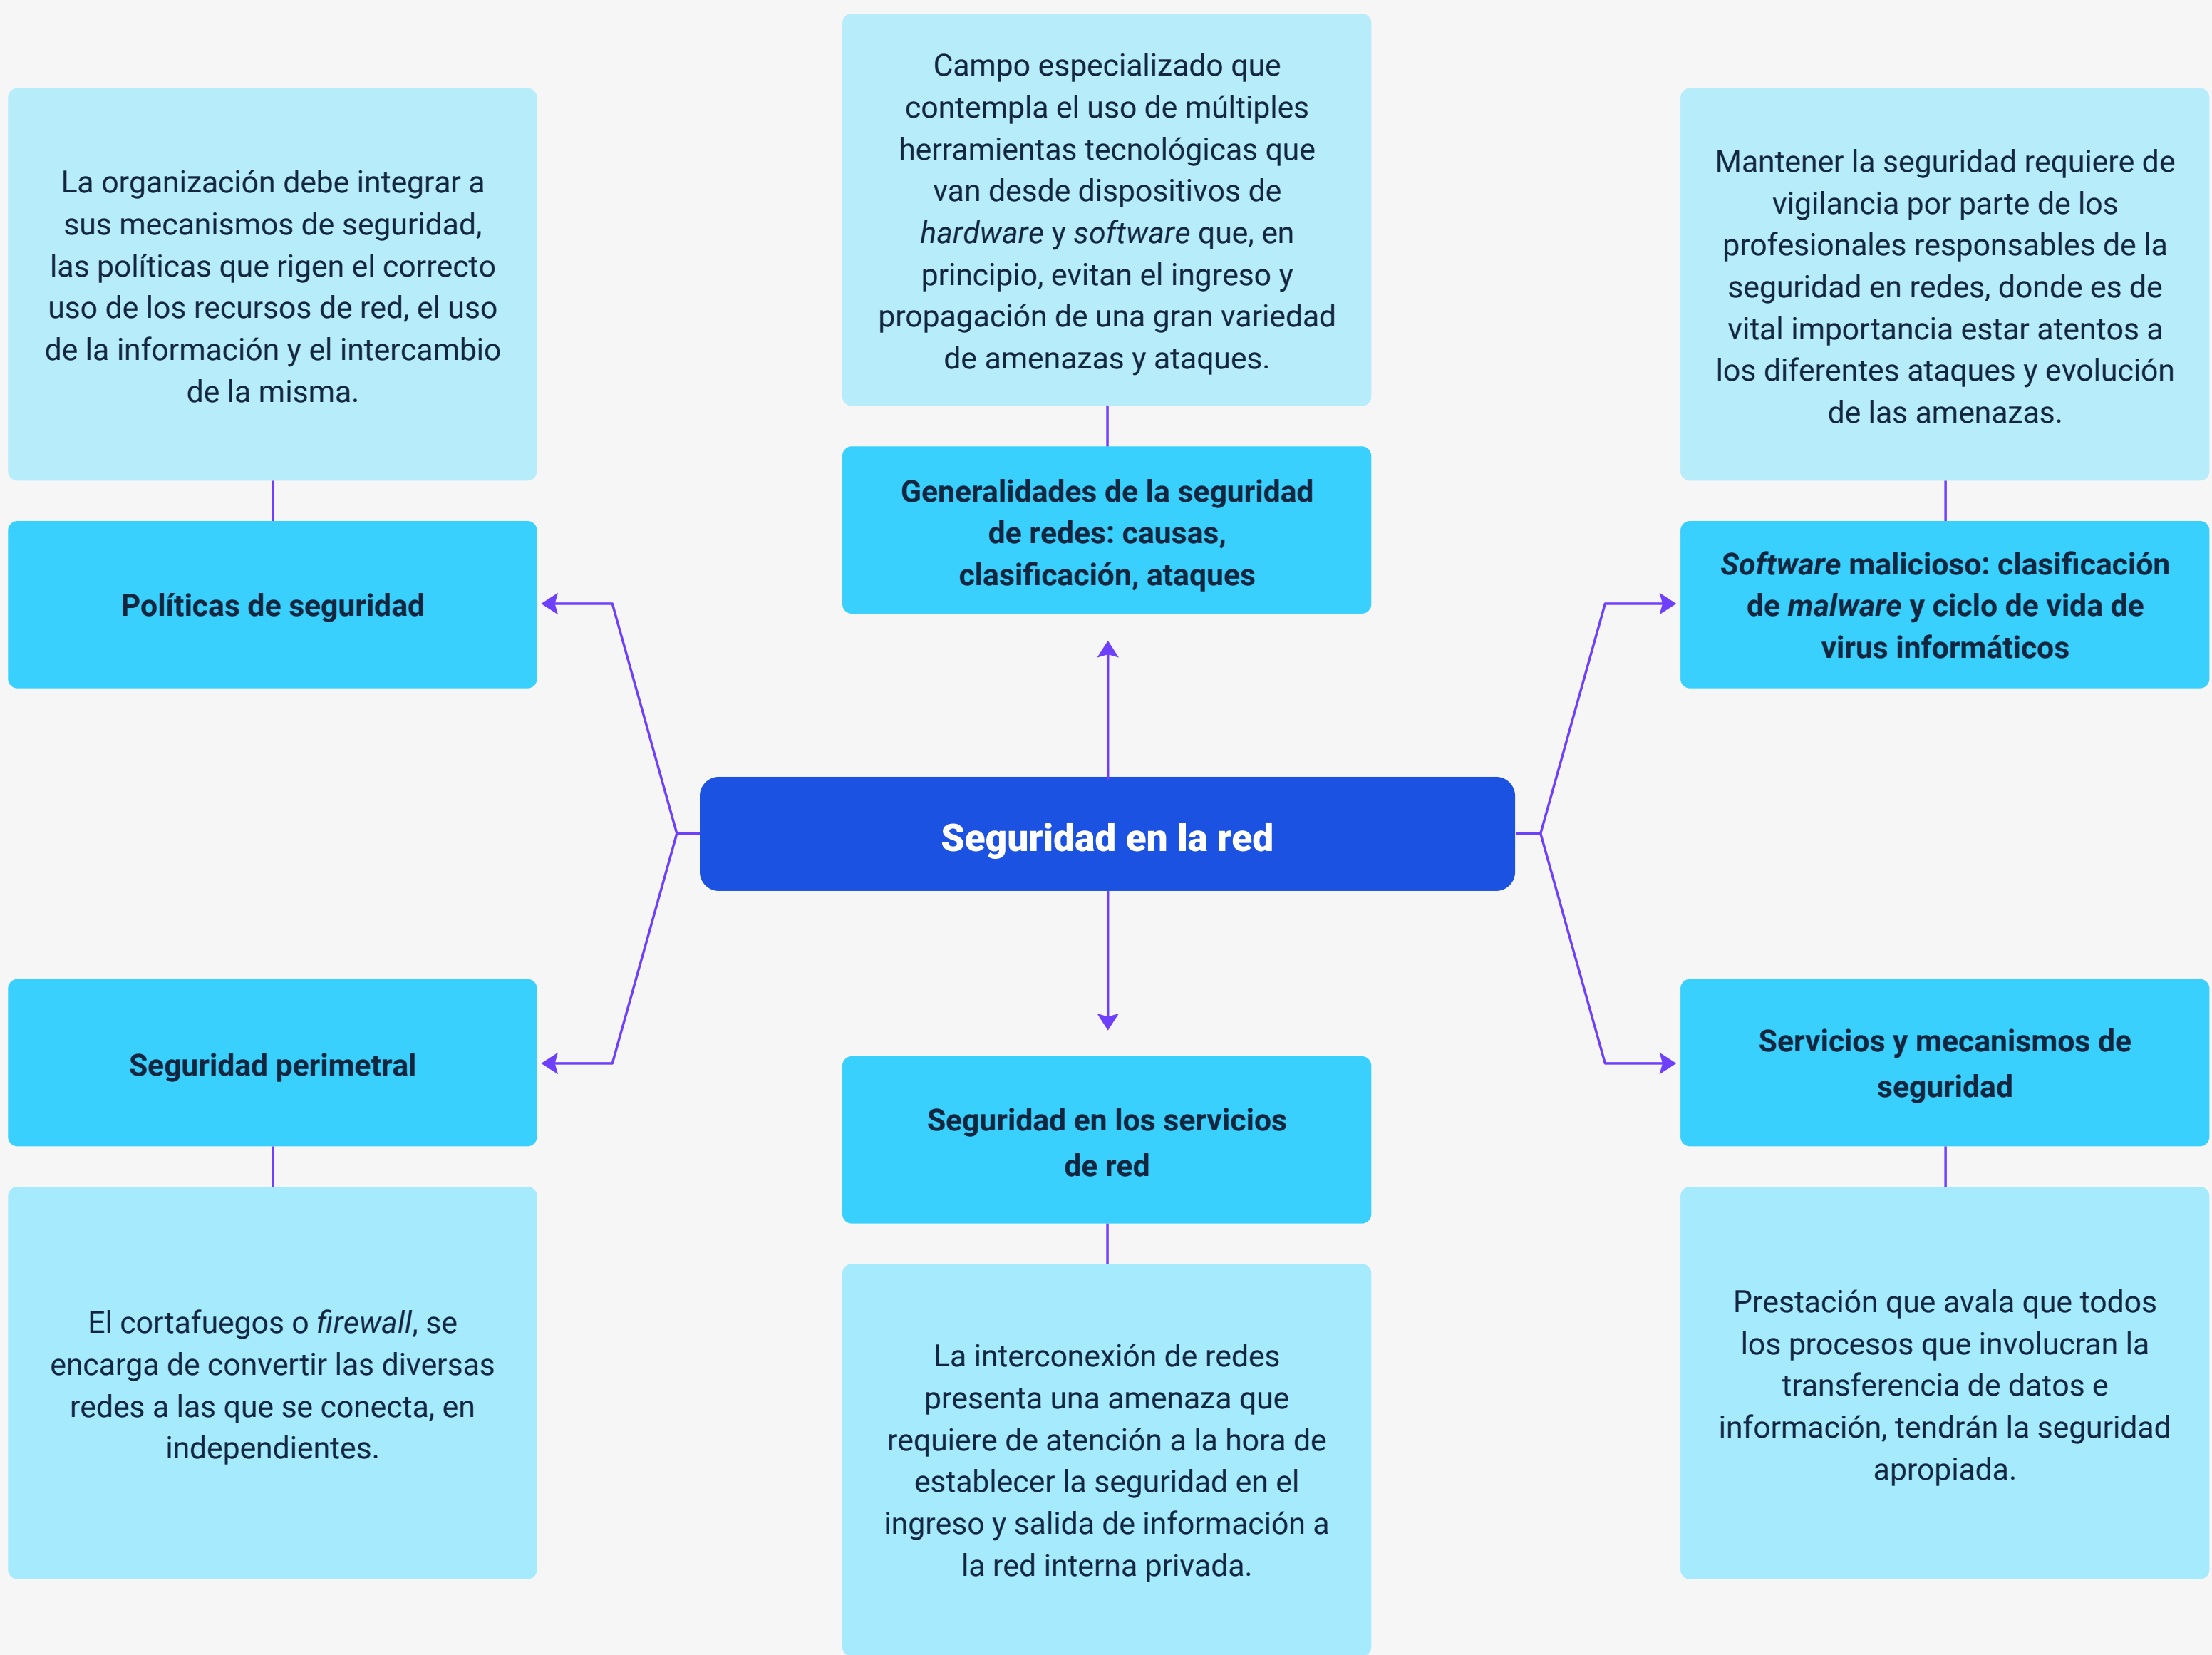 La organización debe integrar a
sus mecanismos de seguridad,
las políticas que rigen el correcto
uso de los recursos de red, el uso
de la información y el intercambio
de la misma.
Políticas de seguridad
Campo especializado que
contempla el uso de múltiples
herramientas tecnológicas que
van desde dispositivos de
hardware y software que, en
principio, evitan el ingreso y
propagación de una gran variedad
de amenazas y ataques.
Generalidades de la seguridad
de redes: causas,
clasificación, ataques
Mantener la seguridad requiere de
vigilancia por parte de los
profesionales responsables de la
seguridad en redes, donde es de
vital importancia estar atentos a
los diferentes ataques y evolución
de las amenazas.
Software malicioso: clasificación
de malware y ciclo de vida de
virus informáticos
Seguridad en la red
Seguridad perimetral
El cortafuegos o firewall, se
encarga de convertir las diversas
redes a las que se conecta, en
independientes.
Seguridad en los servicios
de red
La interconexión de redes
presenta una amenaza que
requiere de atención a la hora de
establecer la seguridad en el
ingreso y salida de información a
la red interna privada.
Servicios y mecanismos de
seguridad
Prestación que avala que todos
los procesos que involucran la
transferencia de datos e
información, tendrán la seguridad
apropiada.